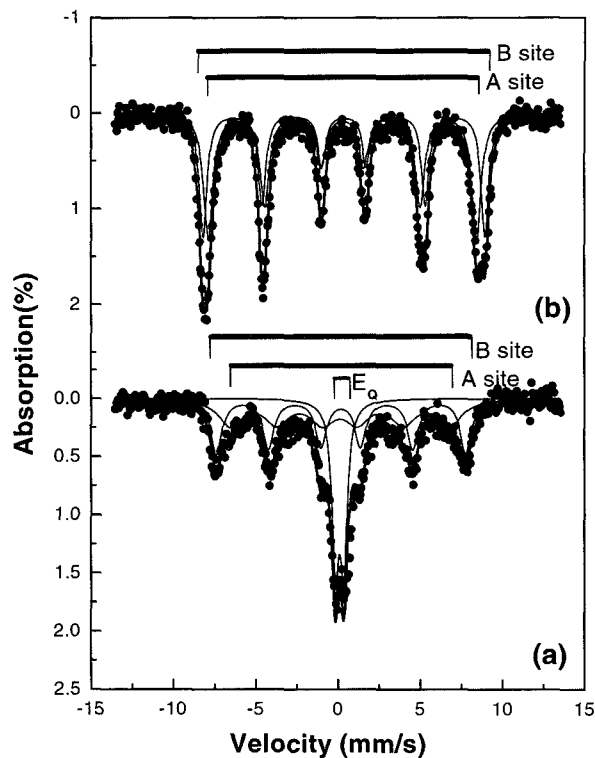 -1
B site
A site
0
1
2
(b)
B site
A site
E_Q
0.0
0.5
1.0
1.5
2.0
2.5
(a)
Absorption(%)
-15 -10 -5 0 5 10 15
Velocity (mm/s)